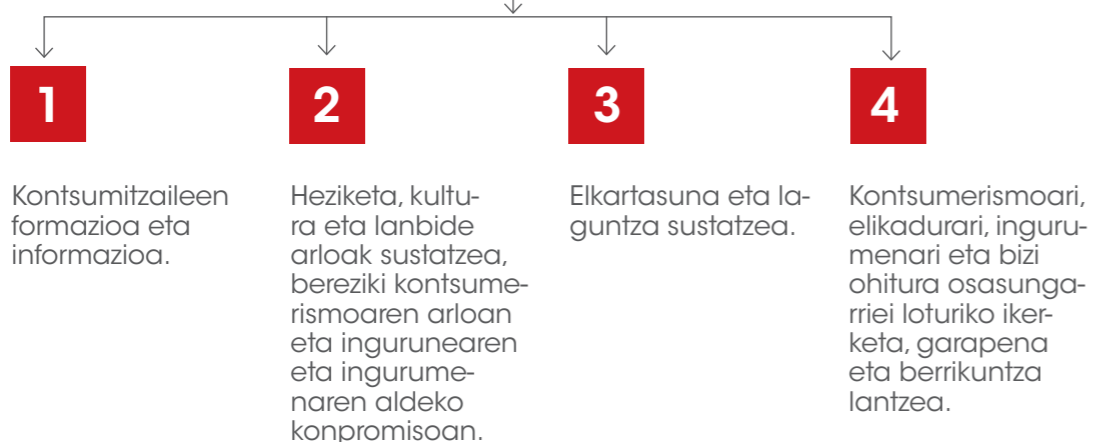 1
Kontsumitzaileen
formazioa eta
informazioa.
2
Heziketa, kultu-
ra eta lanbide
arloak sustatzea,
bereziki kontsume-
rismoaren arloan
eta ingurunearen
eta ingurume-
naren aldeko
konpromisoan.
3
Elkartasuna eta la-
guntza sustatzea.
4
Kontsumerismoari,
elikadurari, inguru-
menari eta bizi
ohitura osasunga-
rriei loturiko iker-
keta, garapena
eta berrikuntza
lantzea.